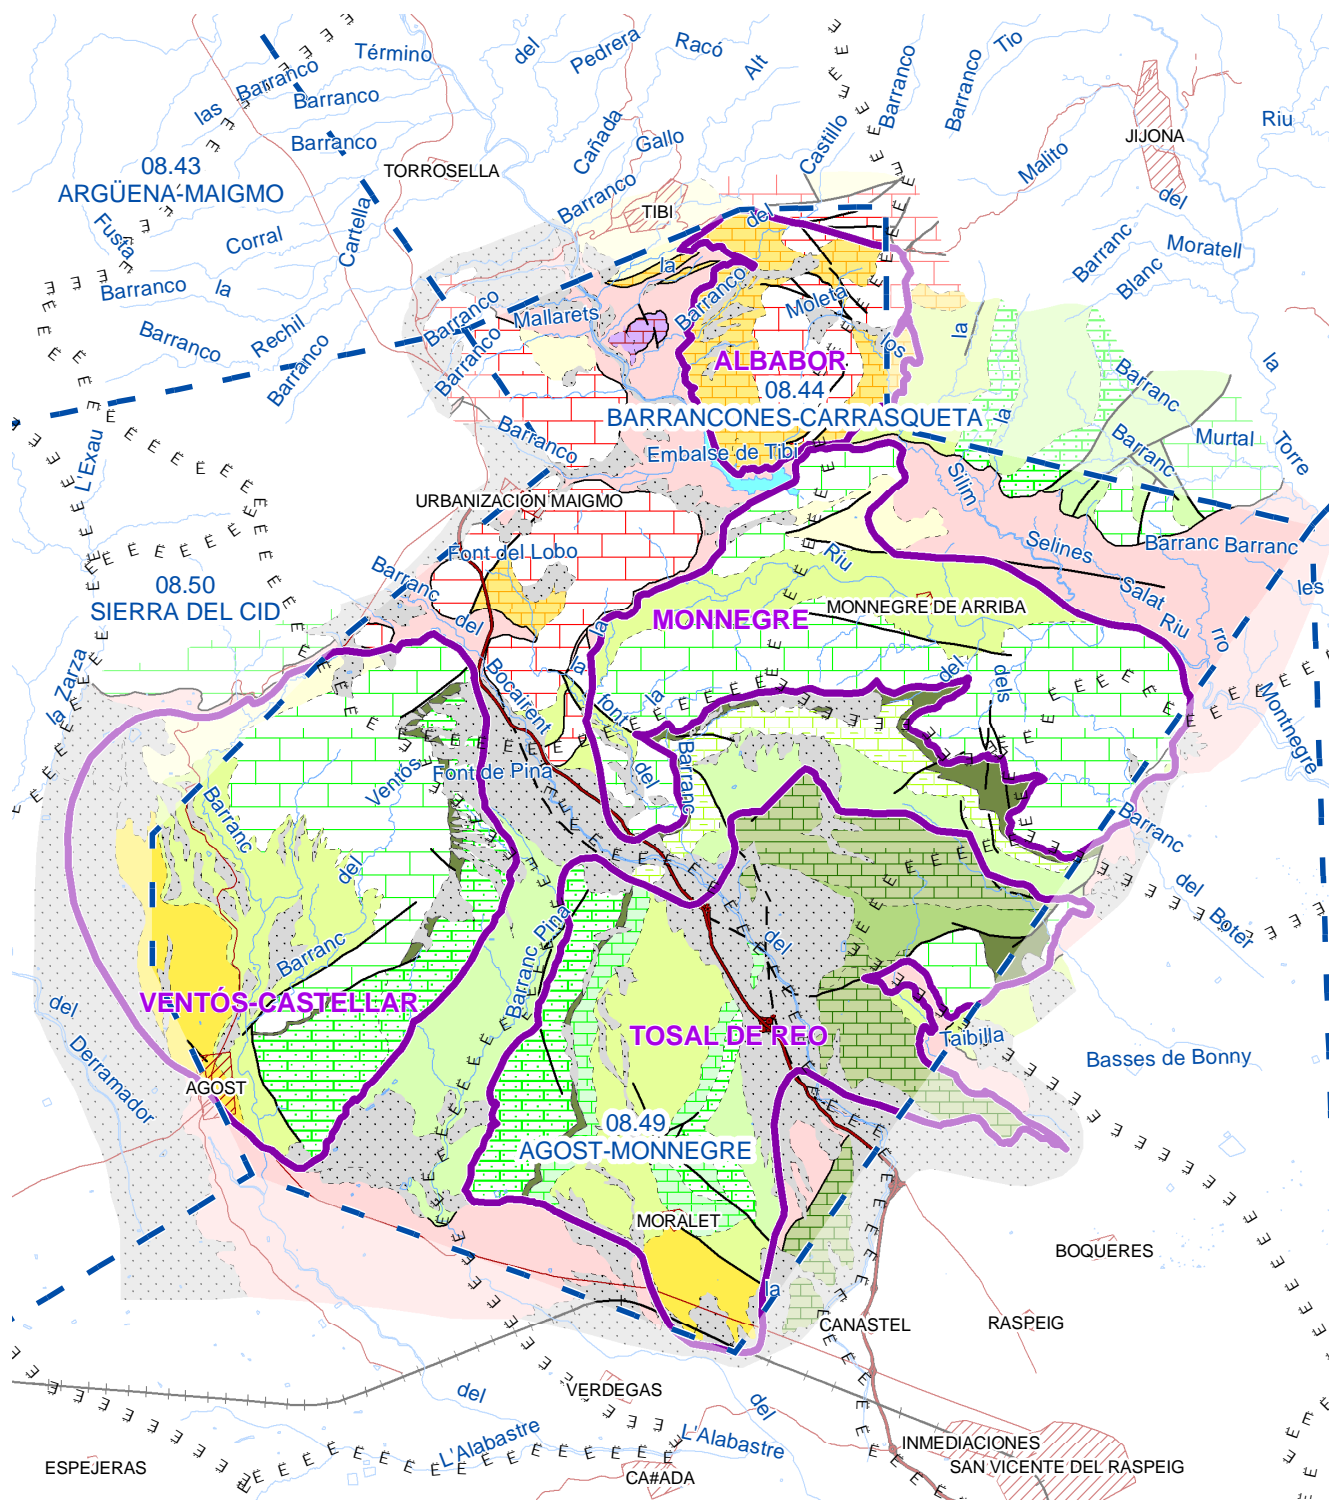 Término
del
Pedrera
Racó
Alt
Barranco
Barranco
Tio
las
Barranco
Barranco
Barranco
Cañada
Gallo
Castillo
Malito
JIJONA
Riu
08.43
ARGÜENA-MAIGMO
TORROSELLA
Barranco
TIBI
del
del
Fusta
Corral
Cartella
Barranc
Moratell
Blanc
Barranco
la
la
Barranco
Moleta
los
Barranco
Rechil
Barranco
Barranco
Mallarets
Barranco
la
la
ALBABOR
08.44
BARRANCONES-CARRASQUETA
Barranc
la
Murtal
Barranc
Torre
L'Exau
Barranco
Embalse de Tibi
Silim
URBANIZACION MAIGMO
Font del Lobo
Riu
Selines
Barranc
Barranc
Salat
les
08.50
SIERRA DEL CID
Barranc
del
la
MONNEGRE
MONNEGRE DE ARRIBA
Riu
rro
la
Zarza
Bocairent
la
font
la
del
dels
Montnegre
Ventós
Font de Pina
del
Barranc
Barranc
Barranc
del
Boter
del
Barranc
Pina
Barranc
del
del
Derramador
VENTÓS-CASTELLAR
TOSAL DE REO
Taibilla
Basses de Bonny
AGOST
08.49
AGOST-MONNEGRE
MORALET
BOQUERES
la
CANASTEL
RASPEIG
VERDEGAS
del
del
L'Alabastre
L'Alabastre
INMEDIACIONES
SAN VICENTE DEL RASPEIG
ESPEJERAS
CA#ADA